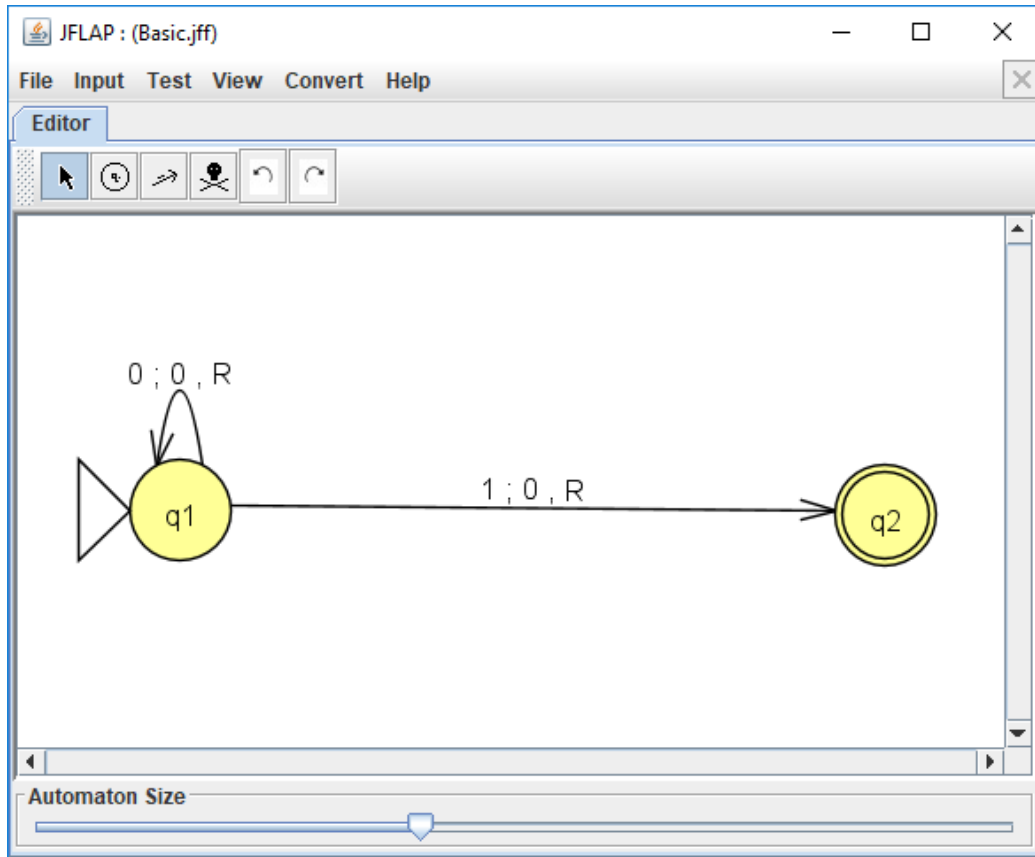 JFLAP : (Basic.jff)
File Input Test View Convert Help
Editor
0 ; 0 , R
1 ; 0 , R
q1
q2
Automaton Size